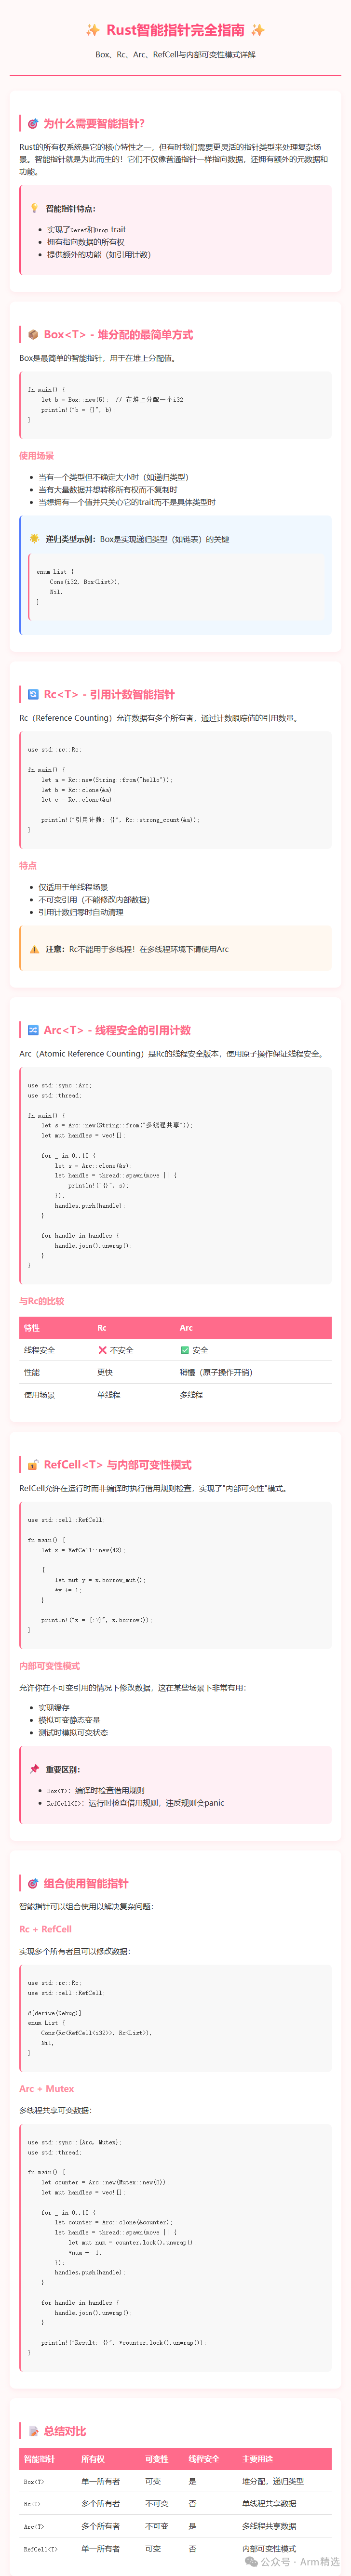 ✨ Rust智能指针完全指南 ✨
Box、Rc、Arc、RefCell与内部可变性模式详解
🎯 为什么需要智能指针?
Rust的所有权系统是它的核心特性之一，但有时我们需要更灵活的指针类型来处理复杂场
景。智能指针就是为此而生的！它们不仅像普通指针一样指向数据，还拥有额外的元数据和
功能。
💡 智能指针特点：
• 实现了Deref和Drop trait
• 拥有指向数据的所有权
• 提供额外的功能（如引用计数）
📦 Box<T> - 堆分配的最简单方式
Box是最简单的智能指针，用于在堆上分配值。
fn main() {
    let b = Box::new(5);  // 在堆上分配一个i32
    println!("b = {}", b);
}
使用场景
• 当有一个类型但不确定大小时（如递归类型）
• 当有大量数据并想转移所有权而不复制时
• 当想拥有一个值并只关心它的trait而不是具体类型时
🌟 递归类型示例：Box是实现递归类型（如链表）的关键
enum List {
    Cons(i32, Box<List>),
    Nil,
}
🔄 Rc<T> - 引用计数智能指针
Rc（Reference Counting）允许数据有多个所有者，通过计数跟踪值的引用数量。
use std::rc::Rc;
fn main() {
    let a = Rc::new(String::from("hello"));
    let b = Rc::clone(&a);
    let c = Rc::clone(&a);
    println!("引用计数: {}", Rc::strong_count(&a));
}
特点
• 仅适用于单线程场景
• 不可变引用（不能修改内部数据）
• 引用计数归零时自动清理
⚠️ 注意：Rc不能用于多线程！在多线程环境下请使用Arc
🔀 Arc<T> - 线程安全的引用计数
Arc（Atomic Reference Counting）是Rc的线程安全版本，使用原子操作保证线程安全。
use std::sync::Arc;
use std::thread;
fn main() {
    let s = Arc::new(String::from("多线程共享"));
    let mut handles = vec![];
    for _ in 0..10 {
        let s = Arc::clone(&s);
        let handle = thread::spawn(move || {
            println!("{}", s);
        });
        handles.push(handle);
    }
    for handle in handles {
        handle.join().unwrap();
    }
}
与Rc的比较
特性 Rc Arc
线程安全 ❌ 不安全 ✅ 安全
性能 更快 稍慢（原子操作开销）
使用场景 单线程 多线程
🔓 RefCell<T> 与内部可变性模式
RefCell允许在运行时而非编译时执行借用规则检查，实现了"内部可变性"模式。
use std::cell::RefCell;
fn main() {
    let x = RefCell::new(42);
    {
        let mut y = x.borrow_mut();
        *y += 1;
    }
    println!("x = {:?}", x.borrow());
}
内部可变性模式
允许你在不可变引用的情况下修改数据，这在某些场景下非常有用：
• 实现缓存
• 模拟可变静态变量
• 测试时模拟可变状态
📌 重要区别：
• Box<T>：编译时检查借用规则
• RefCell<T>：运行时检查借用规则，违反规则会panic
🎯 组合使用智能指针
智能指针可以组合使用以解决复杂问题：
Rc + RefCell
实现多个所有者且可以修改数据：
use std::rc::Rc;
use std::cell::RefCell;
#[derive(Debug)]
enum List {
    Cons(Rc<RefCell<i32>>, Rc<List>),
    Nil,
}
Arc + Mutex
多线程共享可变数据：
use std::sync::{Arc, Mutex};
use std::thread;
fn main() {
    let counter = Arc::new(Mutex::new(0));
    let mut handles = vec![];
    for _ in 0..10 {
        let counter = Arc::clone(&counter);
        let handle = thread::spawn(move || {
            let mut num = counter.lock().unwrap();
            *num += 1;
        });
        handles.push(handle);
    }
    for handle in handles {
        handle.join().unwrap();
    }
    println!("Result: {}", *counter.lock().unwrap());
}
📝 总结对比
智能指针 所有权 可变性 线程安全 主要用途
Box<T> 单一所有者 可变 是 堆分配，递归类型
Rc<T> 多个所有者 不可变 否 单线程共享数据
Arc<T> 多个所有者 不可变 是 多线程共享数据
RefCell<T> 单一所有者 可变 否 内部可变性模式
公众号 · Arm精选